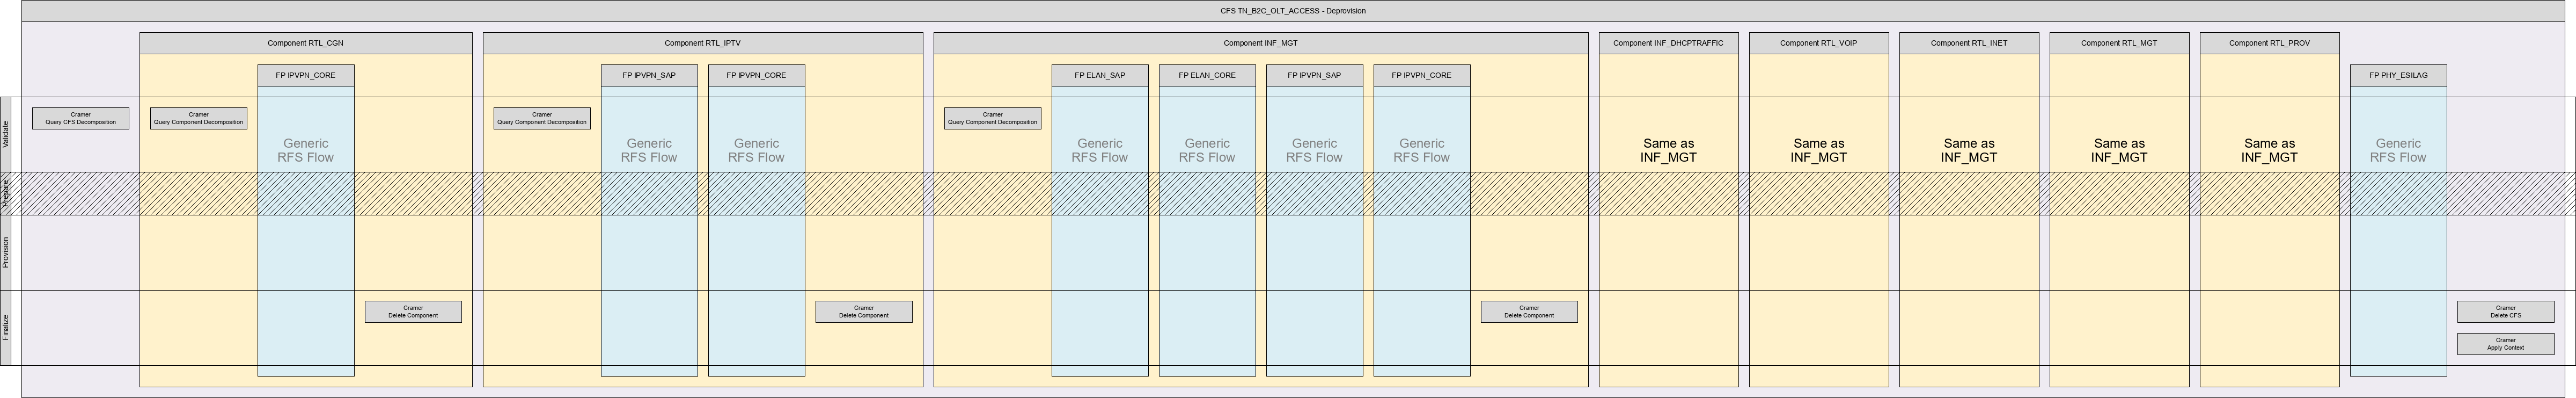 CFS TN_B2C_OLT_ACCESS - Deprovision
Component RTL_CGN
Component RTL_IPTV
Component INF_MGT
Component INF_DHCPTRAFFIC
Component RTL_VOIP
Component RTL_INET
Component RTL_MGT
Component RTL_PROV
FP IPVPN_CORE
FP IPVPN_SAP
FP IPVPN_CORE
FP ELAN_SAP
FP ELAN_CORE
FP IPVPN_SAP
FP IPVPN_CORE
FP PHY_ESILAG
Validate
Cramer
Query CFS Decomposition
Cramer
Query Component Decomposition
Generic
RFS Flow
Cramer
Query Component Decomposition
Generic
RFS Flow
Generic
RFS Flow
Cramer
Query Component Decomposition
Generic
RFS Flow
Generic
RFS Flow
Generic
RFS Flow
Generic
RFS Flow
Same as
INF_MGT
Same as
INF_MGT
Same as
INF_MGT
Same as
INF_MGT
Same as
INF_MGT
Generic
RFS Flow
Prepare
Provision
Finalize
Cramer
Delete Component
Cramer
Delete Component
Cramer
Delete Component
Cramer
Delete CFS
Cramer
Apply Context